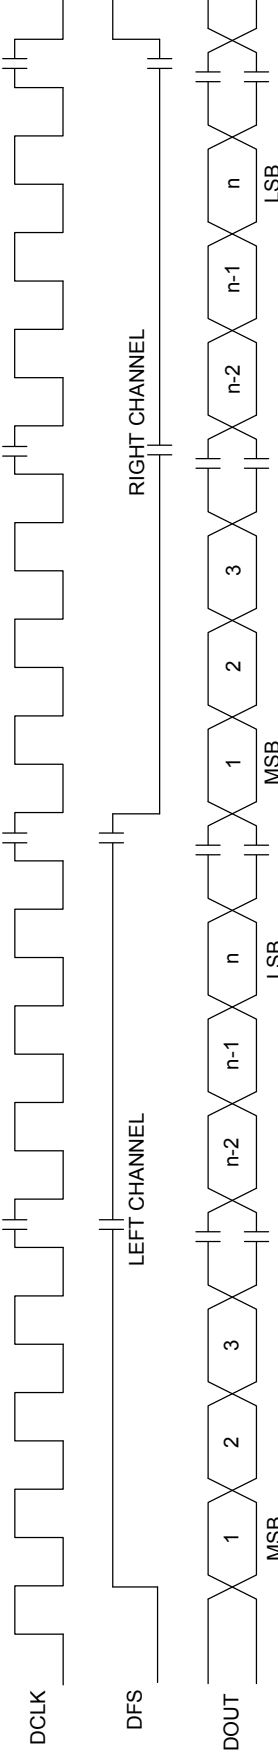 DCLK
DFS
LEFT CHANNEL
RIGHT CHANNEL
DOUT
1
2
3
n-2
n-1
n
1
2
3
n-2
n-1
n
MSB
LSB
MSB
LSB